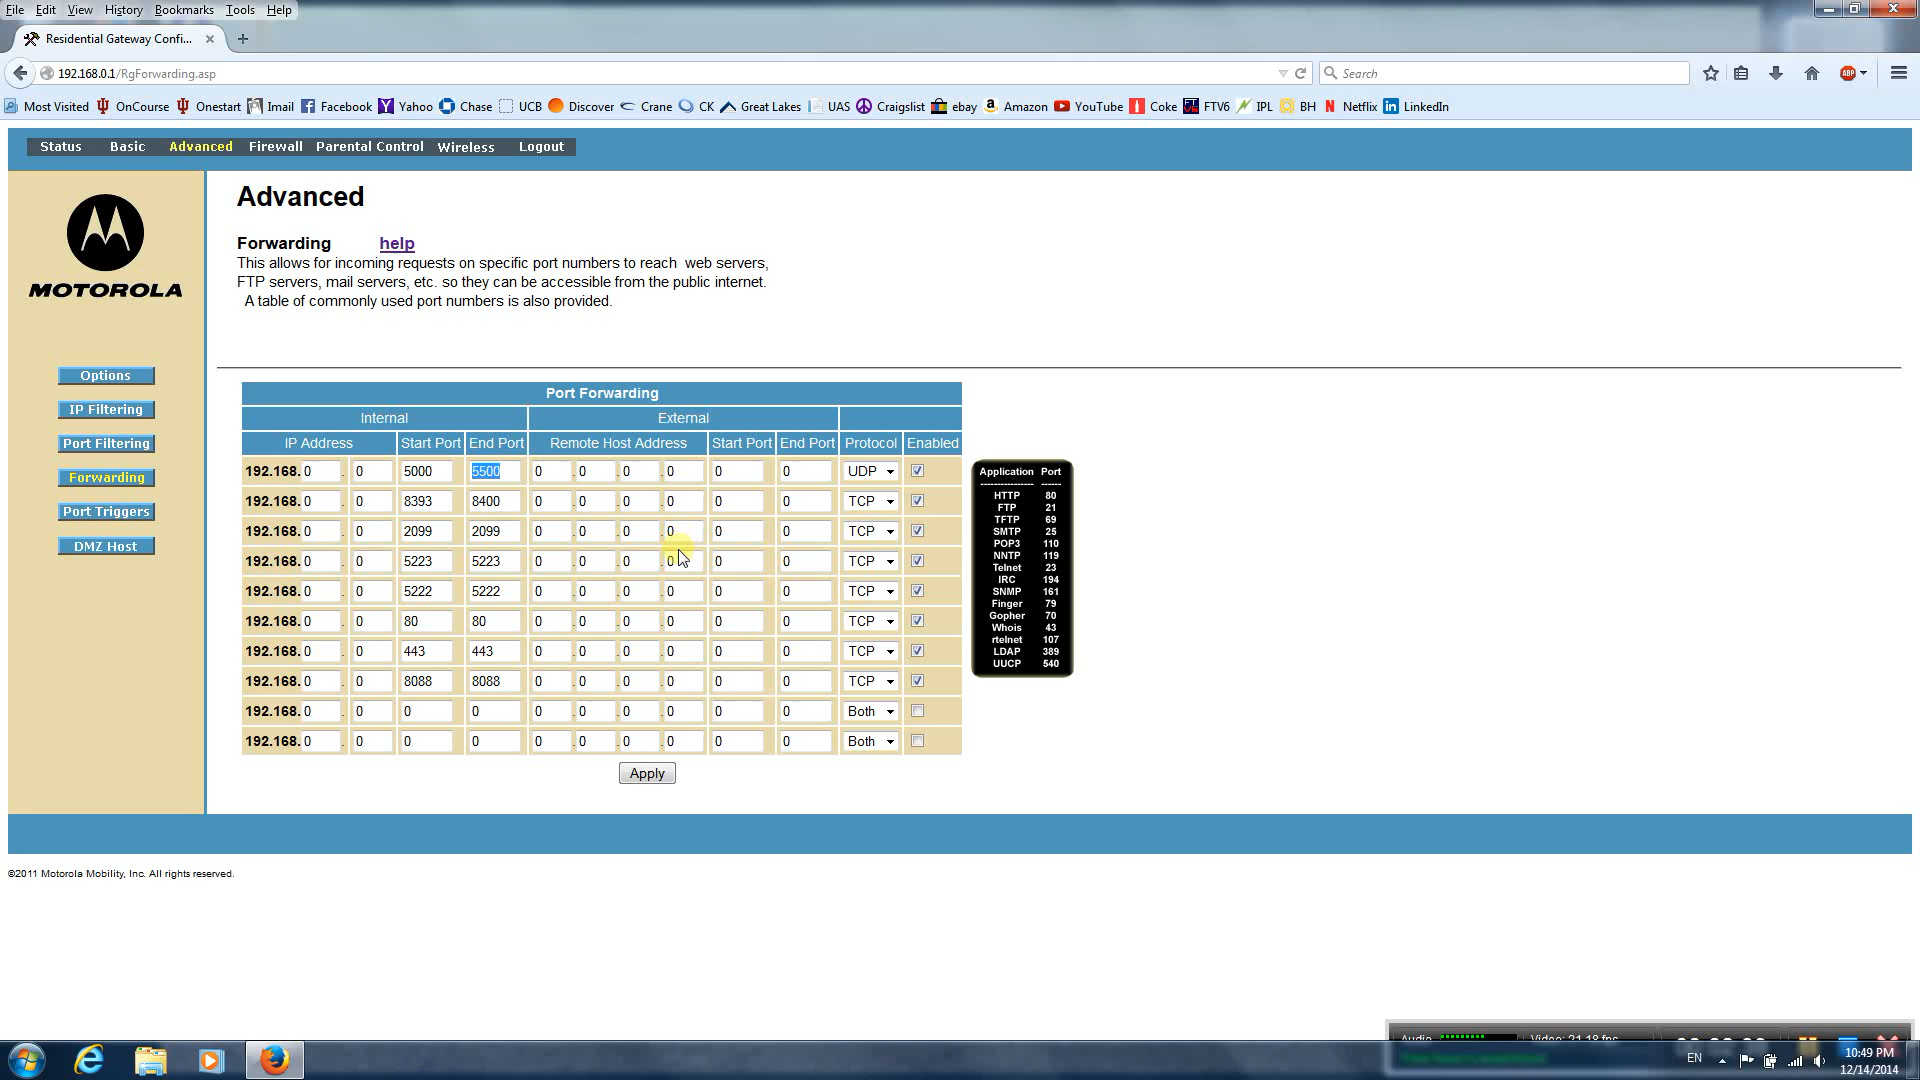 File Edit View History Bookmarks Tools Help
Residential Gateway Confi...
192.168.0.1/RgForwarding.asp
Search
Most Visited OnCourse Onestart Imail Facebook Yahoo Chase UCB Discover Crane CK Great Lakes UAS Craigslist ebay Amazon YouTube Coke FTV6 IPL BH Netflix LinkedIn
Status Basic Advanced Firewall Parental Control Wireless Logout
MOTOROLA
Options
IP Filtering
Port Filtering
Forwarding
Port Triggers
DMZ Host
Advanced
Forwarding help
This allows for incoming requests on specific port numbers to reach web servers,
FTP servers, mail servers, etc. so they can be accessible from the public internet.
A table of commonly used port numbers is also provided.
Port Forwarding
Internal External
IP Address Start Port End Port Remote Host Address Start Port End Port Protocol Enabled
192.168. 0 . 0 5000 5500 0 . 0 . 0 . 0 0 0 UDP
192.168. 0 . 0 8393 8400 0 . 0 . 0 . 0 0 0 TCP
192.168. 0 . 0 2099 2099 0 . 0 . 0 . 0 0 0 TCP
192.168. 0 . 0 5223 5223 0 . 0 . 0 . 0 0 0 TCP
192.168. 0 . 0 5222 5222 0 . 0 . 0 . 0 0 0 TCP
192.168. 0 . 0 80 80 0 . 0 . 0 . 0 0 0 TCP
192.168. 0 . 0 443 443 0 . 0 . 0 . 0 0 0 TCP
192.168. 0 . 0 8088 8088 0 . 0 . 0 . 0 0 0 TCP
192.168. 0 . 0 0 0 0 . 0 . 0 . 0 0 0 Both
192.168. 0 . 0 0 0 0 . 0 . 0 . 0 0 0 Both
Apply
Application Port
---------------- ------
HTTP 80
FTP 21
TFTP 69
SMTP 25
POP3 110
NNTP 119
Telnet 23
IRC 194
SNMP 161
Finger 79
Gopher 70
Whois 43
rtelnet 107
LDAP 389
UUCP 540
©2011 Motorola Mobility, Inc. All rights reserved.
Audio Video: 21.18 fps
EN
10:49 PM
12/14/2014